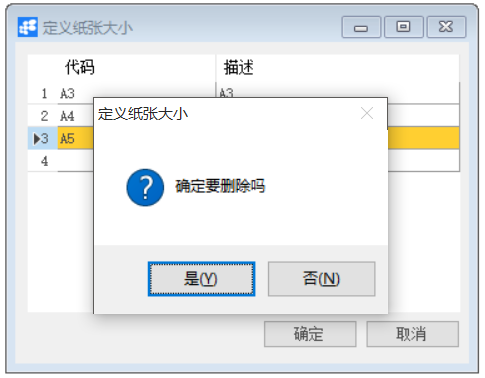 定义纸张大小
代码 描述
1 A3 A3
2 A4
定义纸张大小
3 A5
4
确定要删除吗
是(Y) 否(N)
确定 取消